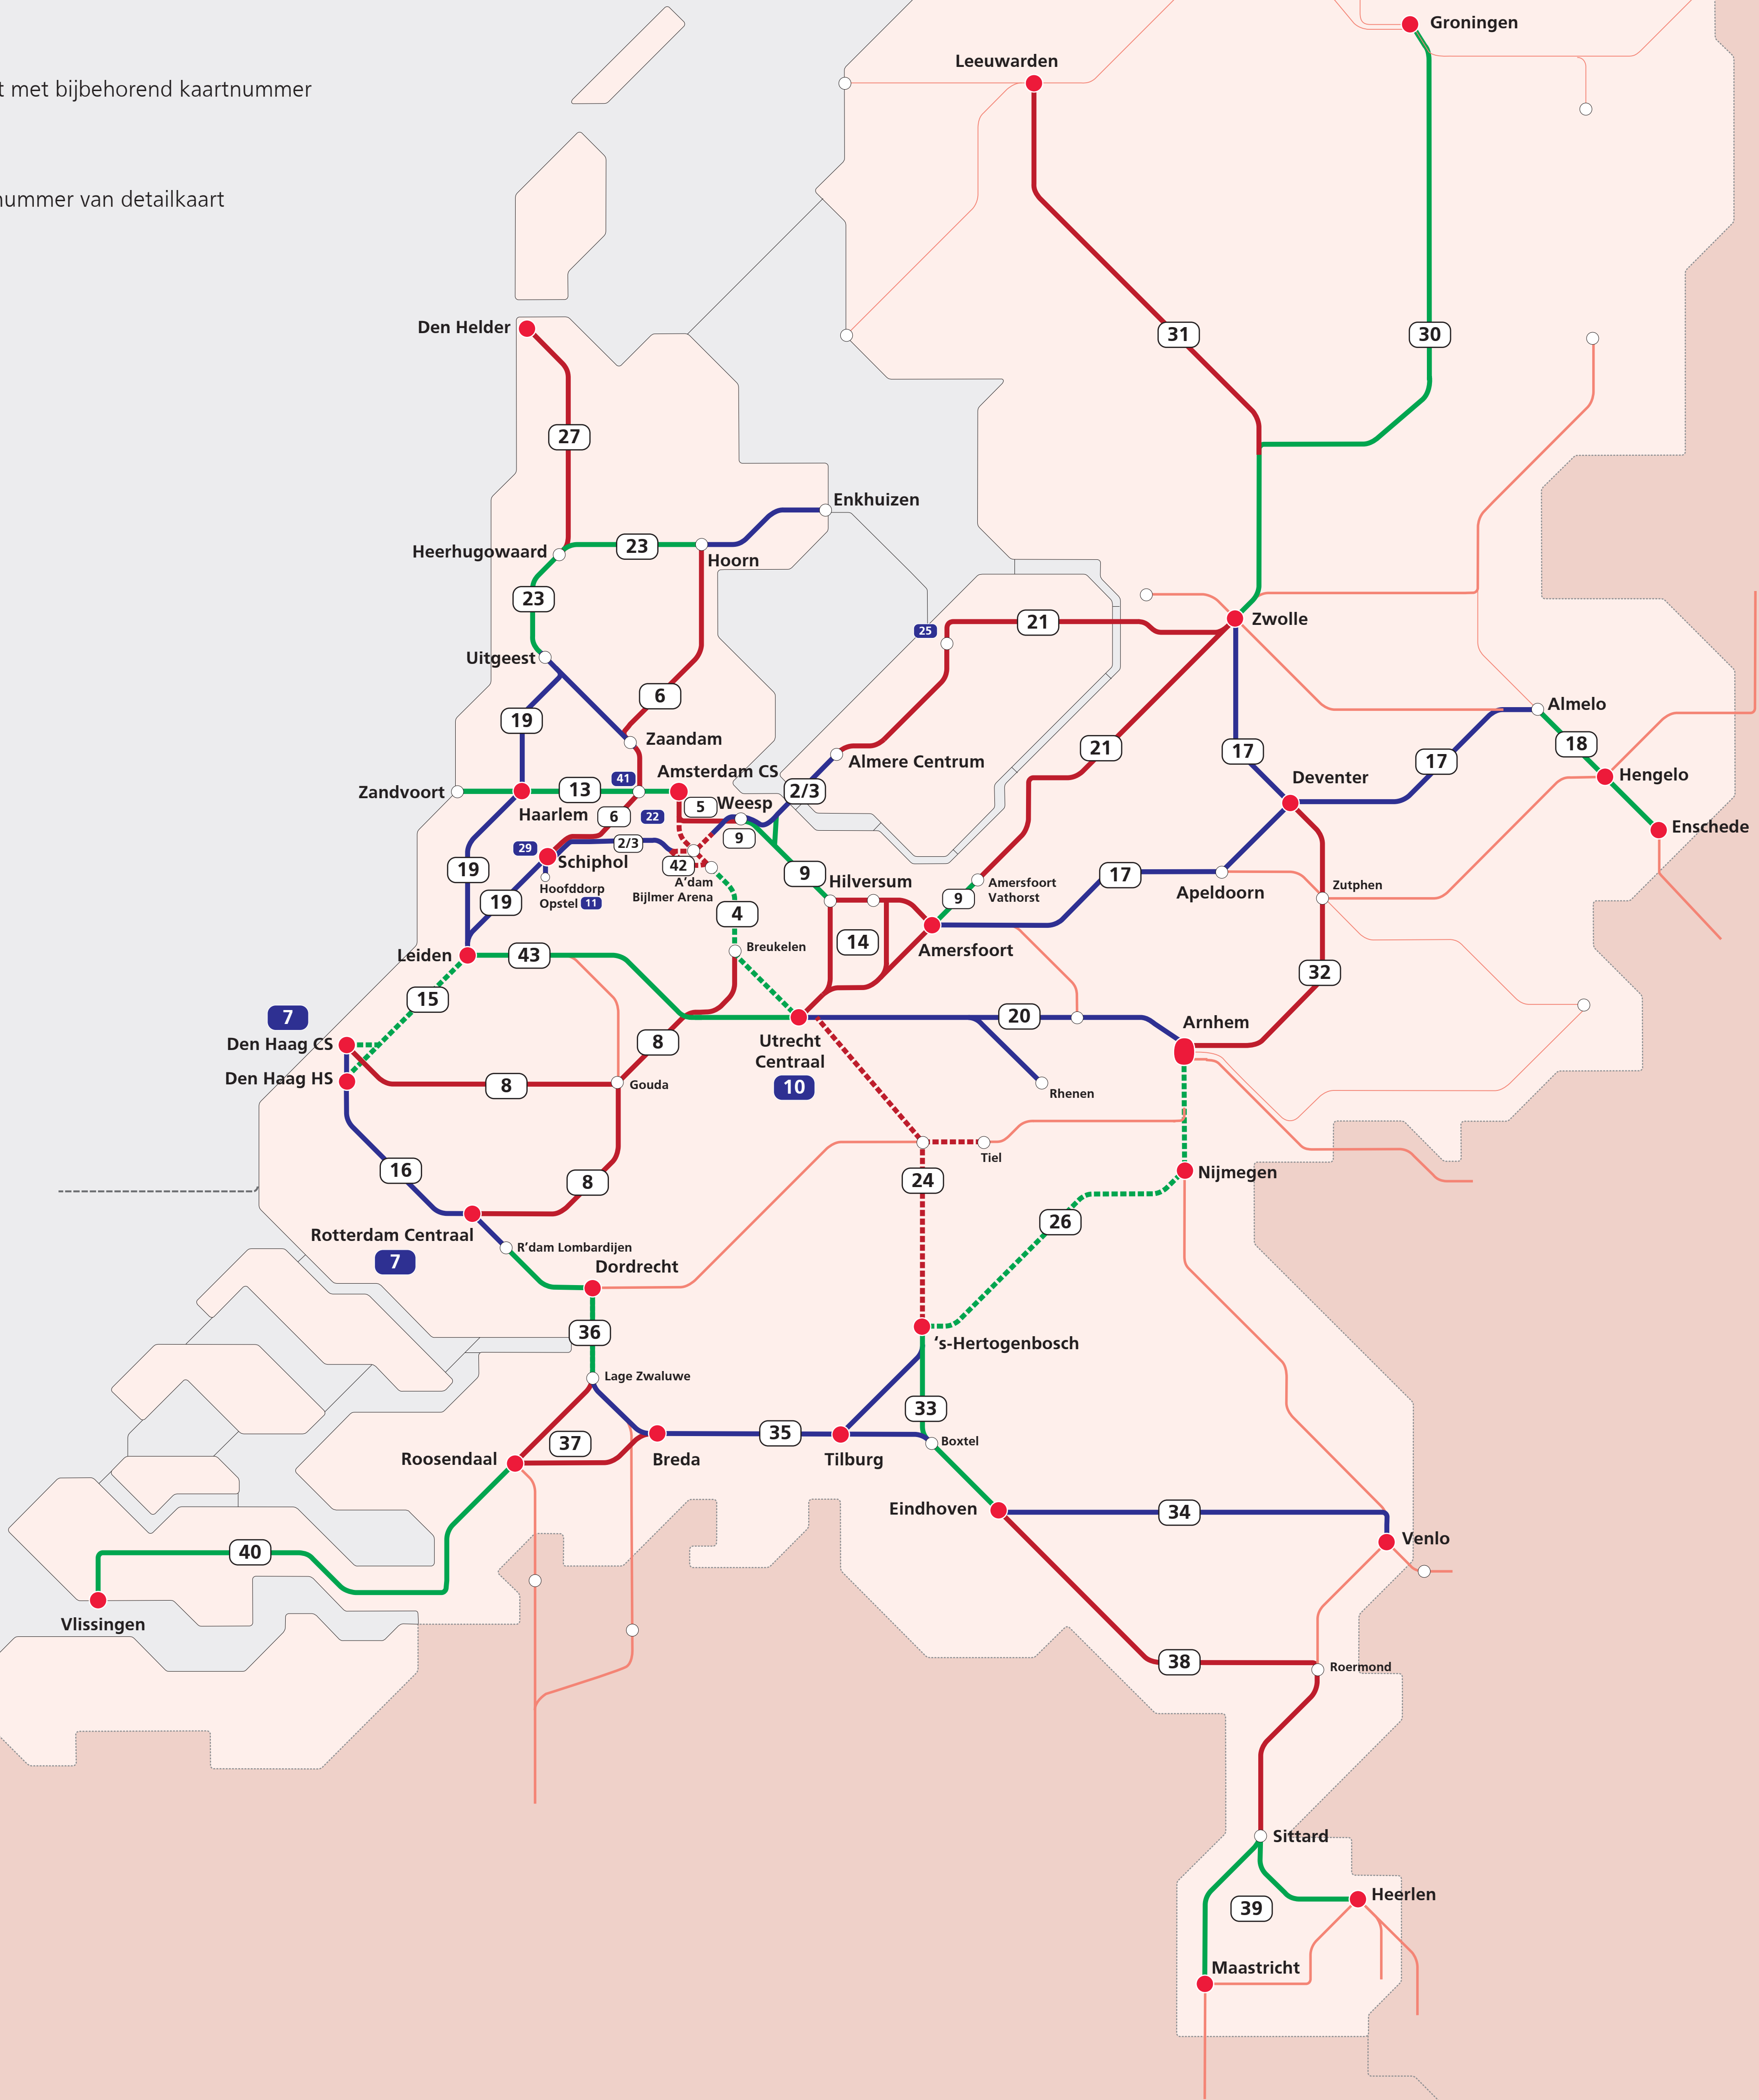 Groningen
Leeuwarden
t met bijbehorend kaartnummer
nummer van detailkaart
Den Helder
31
30
27
Enkhuizen
Heerhugowaard
23
Hoorn
23
25
21
Zwolle
Uitgeest
6
19
Almelo
Zaandam
21
17
17
18
Almere Centrum
Hengelo
41
Amsterdam CS
Deventer
Zandvoort
13
2/3
5
Weesp
Haarlem
6
22
Enschede
9
29
2/3
Schiphol
42
19
9
Hilversum
17
A'dam
Bijlmer Arena
Amersfoort
Vathorst
Apeldoorn
Zutphen
Hoofddorp
Opstel
11
19
9
4
14
Breukelen
Amersfoort
Leiden
43
32
15
7
20
Arnhem
Den Haag CS
8
Utrecht
Centraal
10
Den Haag HS
8
Gouda
Rhenen
Tiel
16
8
24
Nijmegen
26
Rotterdam Centraal
7
R'dam Lombardijen
Dordrecht
36
's-Hertogenbosch
Lage Zwaluwe
33
37
35
Boxtel
Roosendaal
Breda
Tilburg
Eindhoven
34
Venlo
40
Vlissingen
38
Roermond
Sittard
Heerlen
39
Maastricht